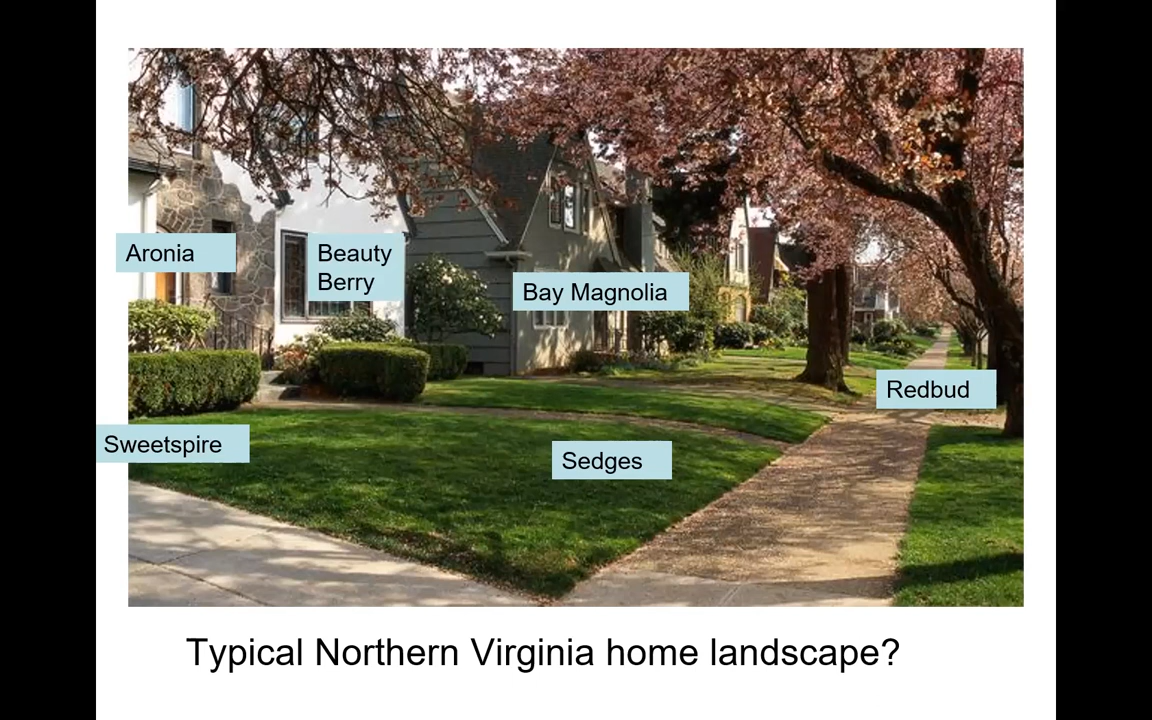 Aronia
Beauty
Berry
Bay Magnolia
Redbud
Sweetspire
Sedges
Typical Northern Virginia home landscape?